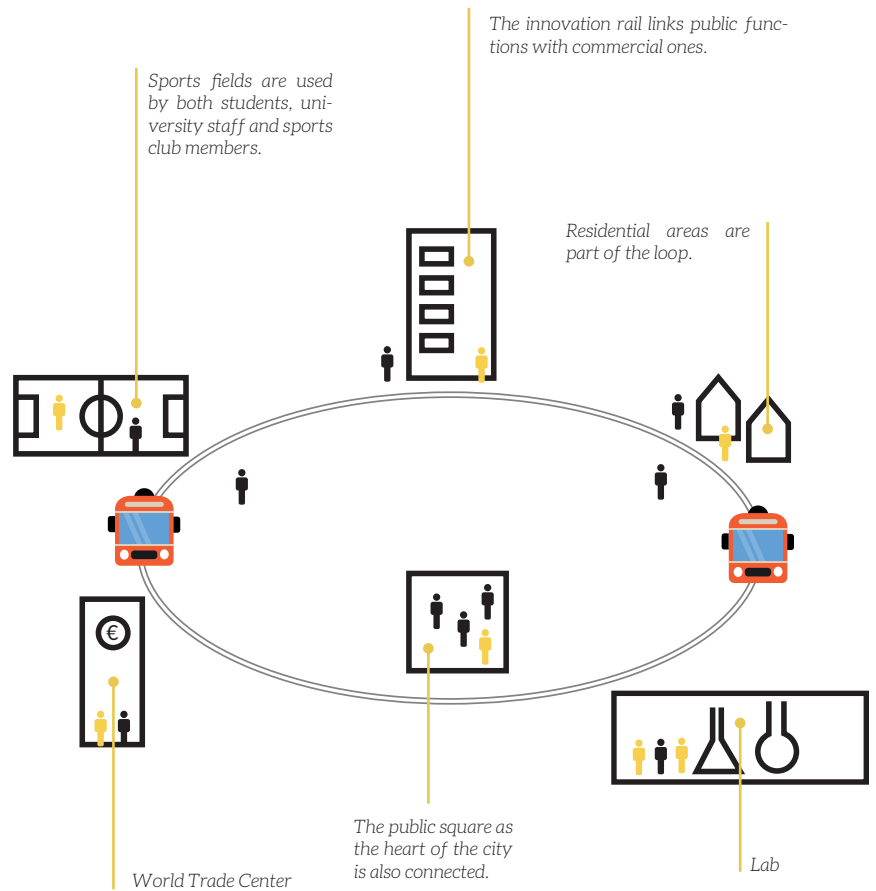 The innovation rail links public func-
tions with commercial ones.
Sports fields are used
by both students, uni-
versity staff and sports
club members.
Residential areas are
part of the loop.
€
The public square as
the heart of the city
is also connected.
Lab
World Trade Center